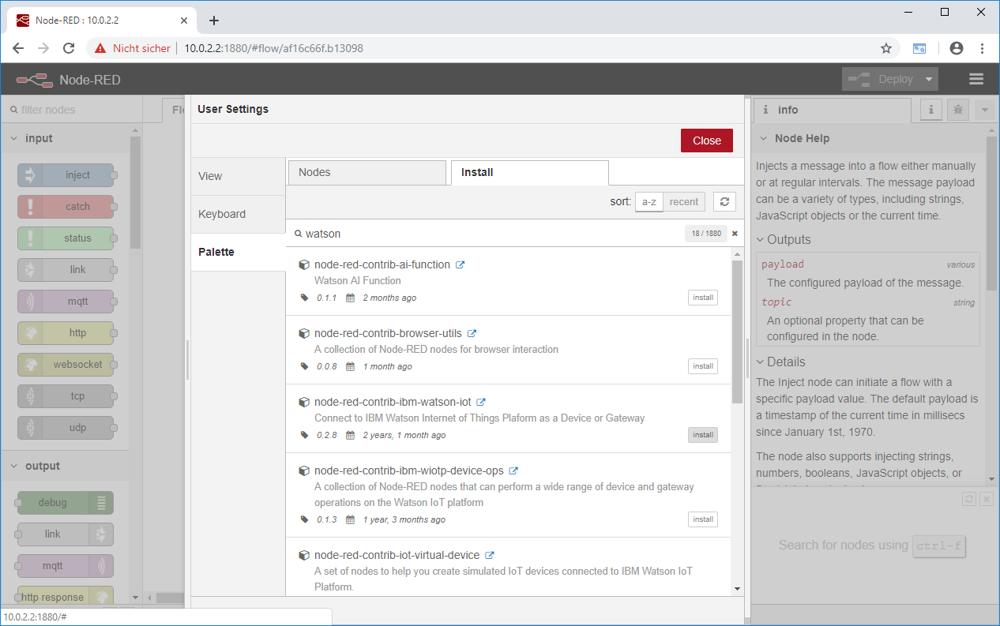 Node-RED : 10.0.2.2
Nicht sicher
10.0.2.2:1880/#flow/af16c66f.b13098
Node-RED
Deploy
filter nodes
input
inject
catch
status
link
mqtt
http
websocket
tcp
udp
output
debug
link
mqtt
http response
10.0.2.2:1880/#
User Settings
Close
View
Keyboard
Palette
Nodes
Install
sort: a-z recent
watson
18 / 1880
node-red-contrib-ai-function
Watson AI Function
0.1.1 2 months ago
install
node-red-contrib-browser-utils
A collection of Node-RED nodes for browser interaction
0.0.8 1 month ago
install
node-red-contrib-ibm-watson-iot
Connect to IBM Watson Internet of Things Plaform as a Device or Gateway
0.2.8 2 years, 1 month ago
install
node-red-contrib-ibm-wiotp-device-ops
A collection of Node-RED nodes that can perform a wide range of device and gateway
operations on the Watson IoT platform
0.1.3 1 year, 3 months ago
install
node-red-contrib-iot-virtual-device
A set of nodes to help you create simulated IoT devices connected to IBM Watson IoT
Platform.
info
Node Help
Injects a message into a flow either manually
or at regular intervals. The message payload
can be a variety of types, including strings,
JavaScript objects or the current time.
Outputs
payload various
The configured payload of the message.
topic string
An optional property that can be
configured in the node.
Details
The Inject node can initiate a flow with a
specific payload value. The default payload is
a timestamp of the current time in millisecs
since January 1st, 1970.
The node also supports injecting strings,
numbers, booleans, JavaScript objects, or
Search for nodes using ctrl-f